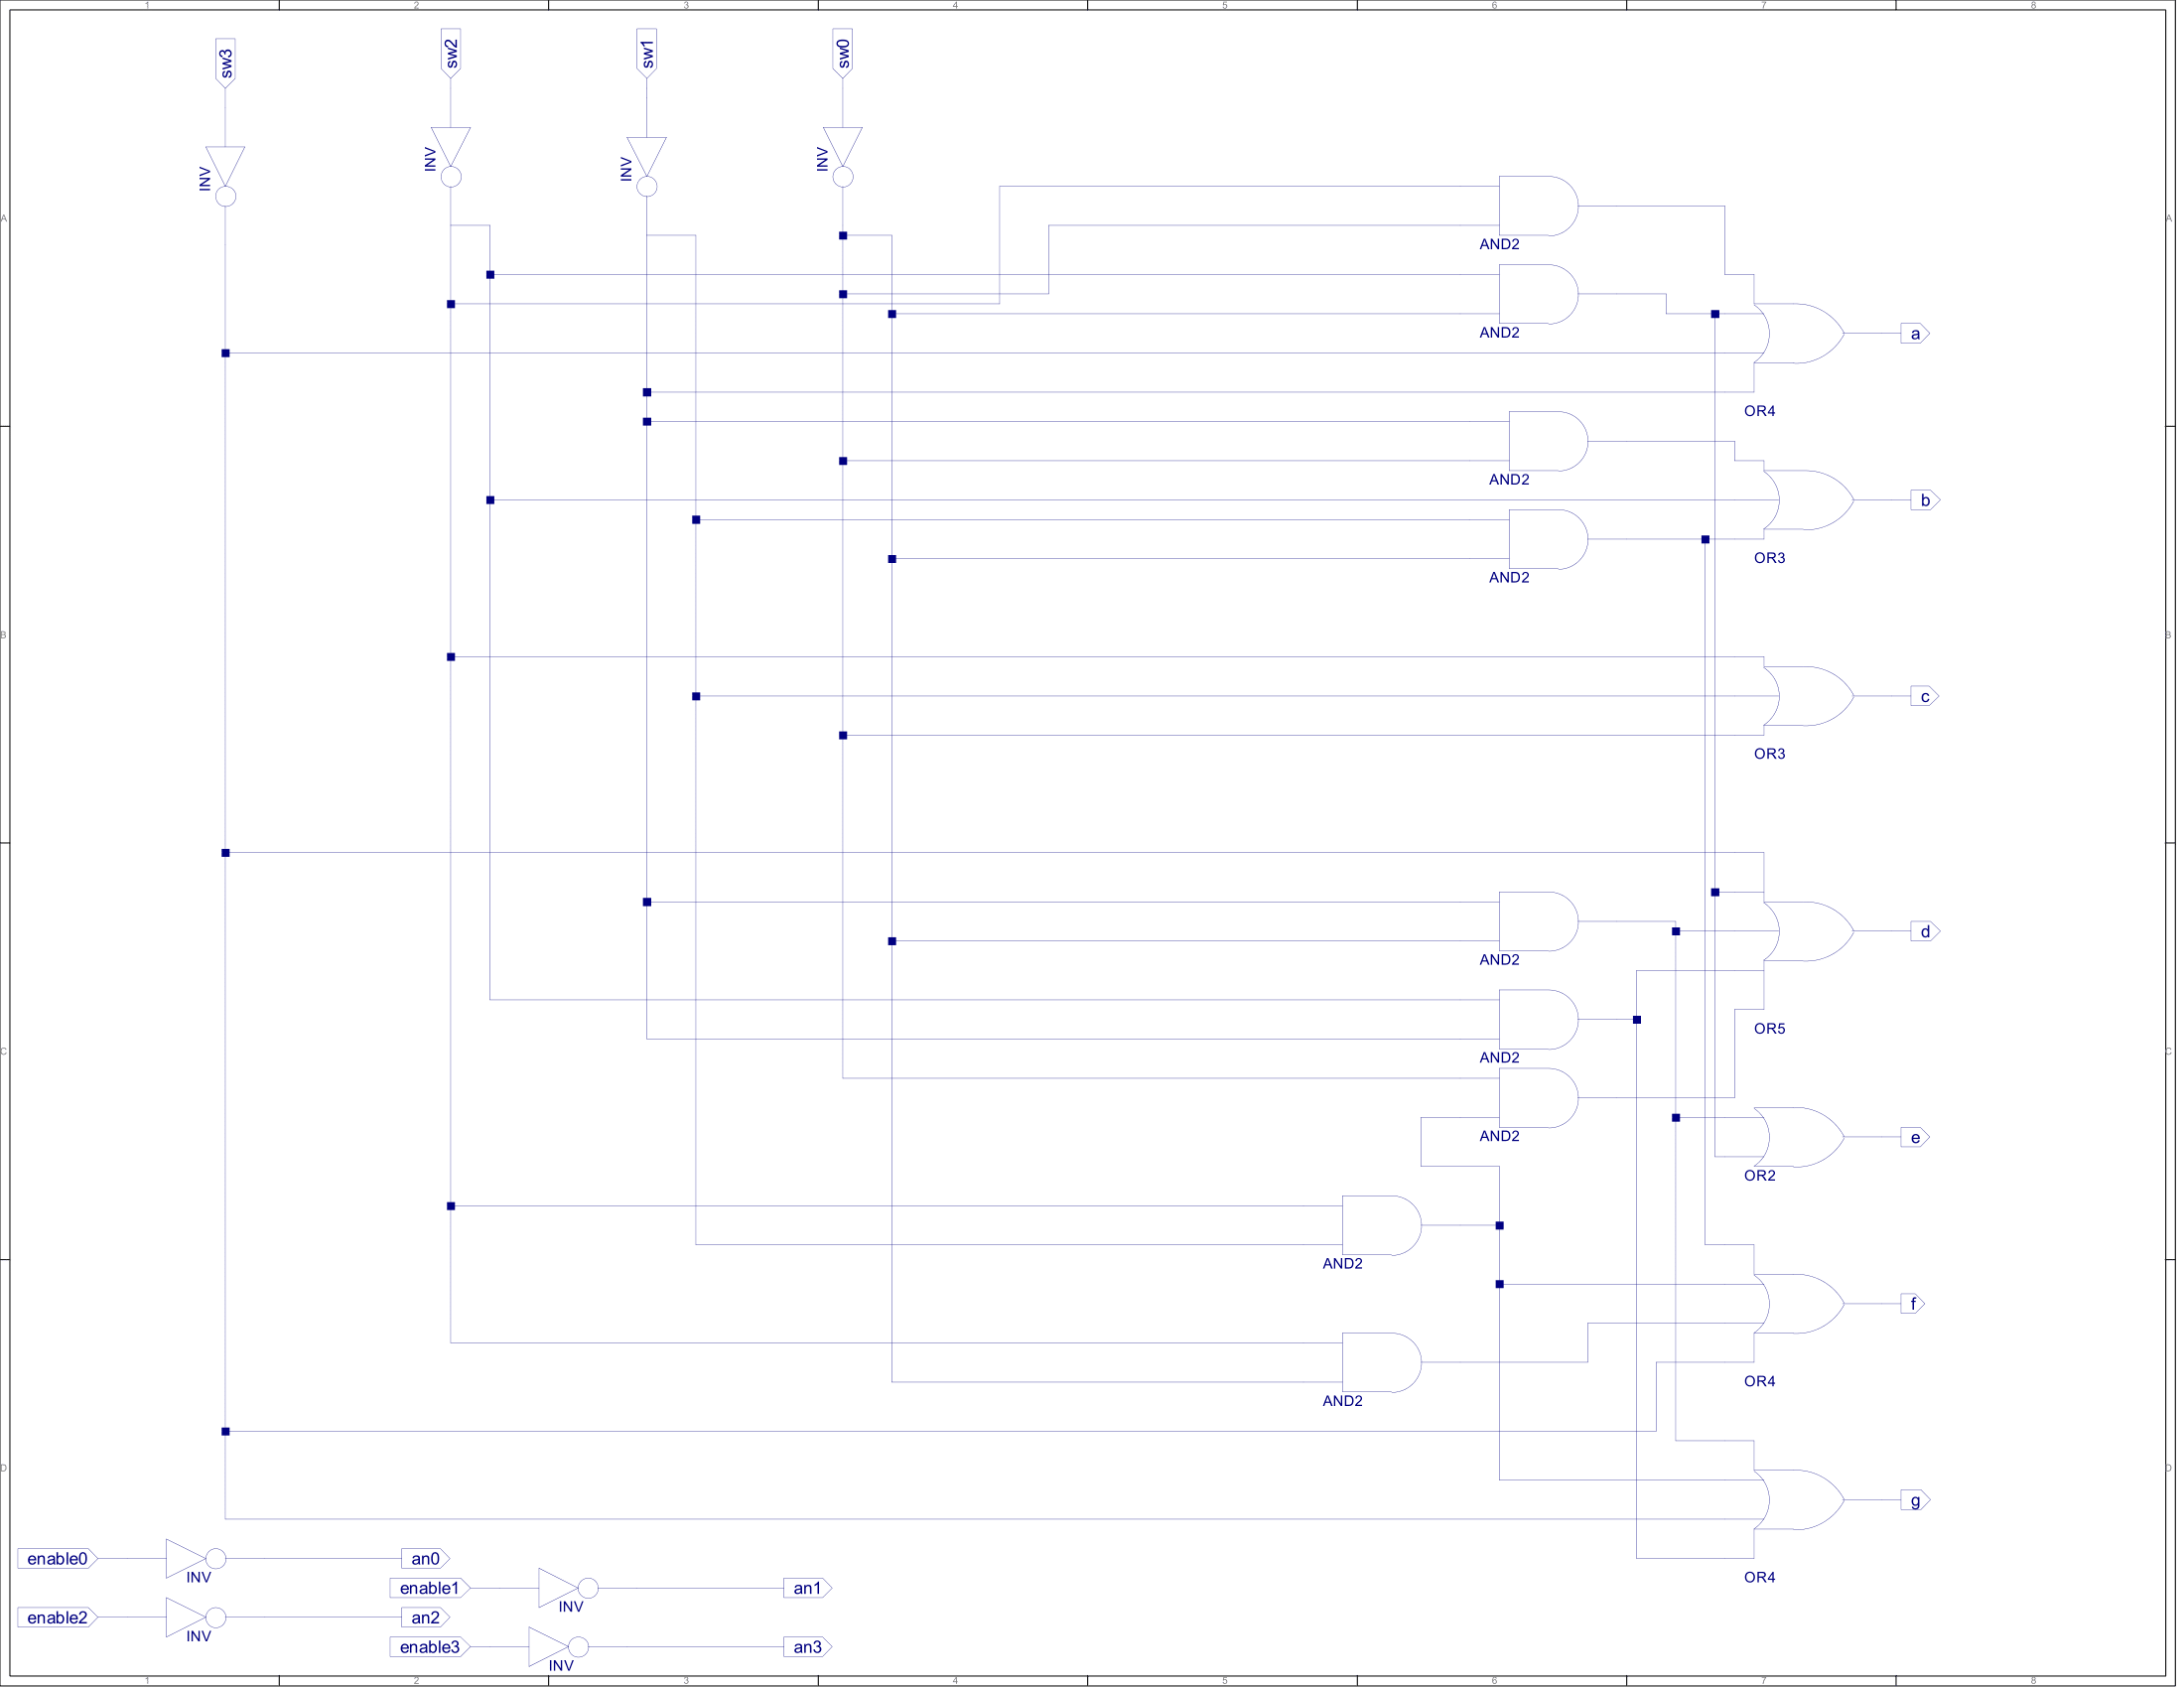 1 2 3 4 5 6 7 8
sw3 sw2 sw1 sw0
INV INV INV INV
A A
AND2
AND2
a
OR4
AND2
b
OR3
AND2
B B
c
OR3
d
AND2
OR5
C C
AND2
AND2
e
OR2
AND2
f
OR4
AND2
D D
g
enable0 INV an0
OR4
enable1 INV an1
enable2 INV an2
enable3 INV an3
1 2 3 4 5 6 7 8